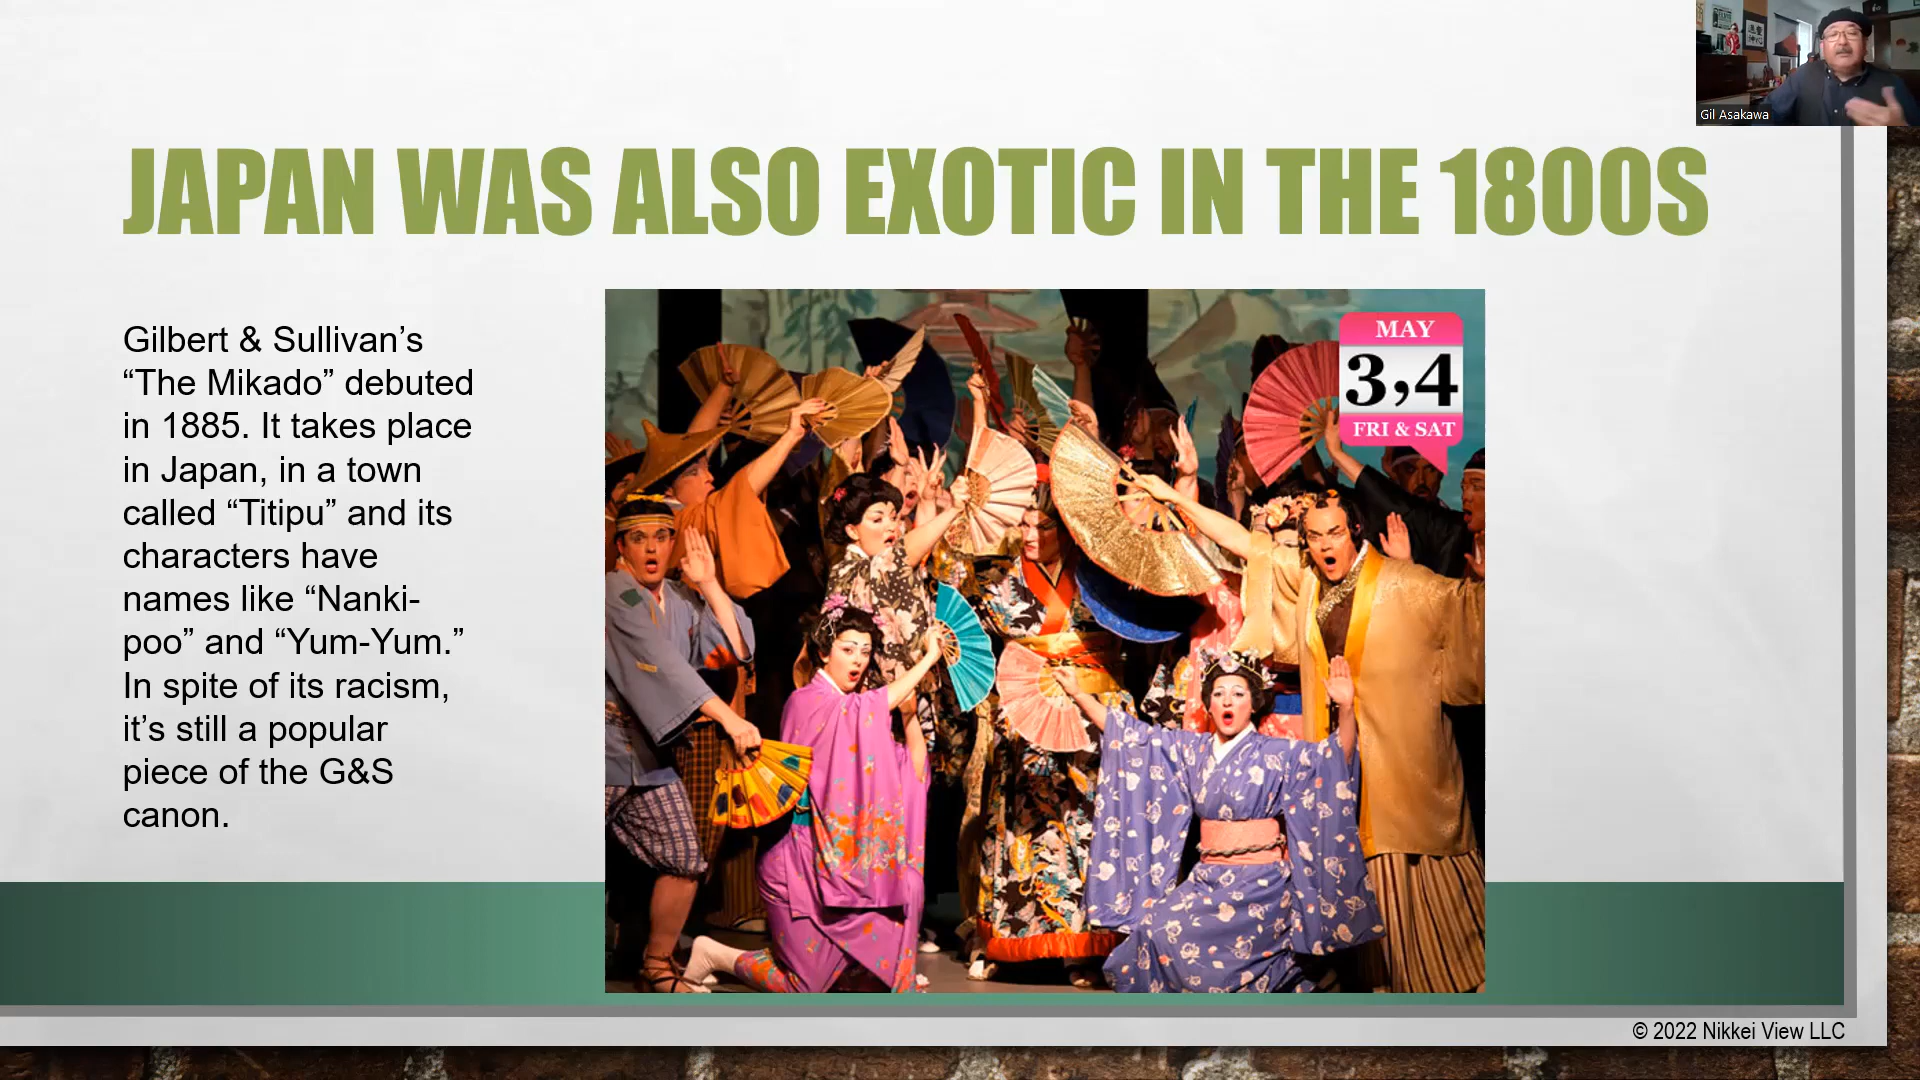 Gil Asakawa
JAPAN WAS ALSO EXOTIC IN THE 1800S
Gilbert & Sullivan’s
“The Mikado” debuted
in 1885. It takes place
in Japan, in a town
called “Titipu” and its
characters have
names like “Nanki-
poo” and “Yum-Yum.”
In spite of its racism,
it’s still a popular
piece of the G&S
canon.
MAY
3,4
FRI & SAT
© 2022 Nikkei View LLC